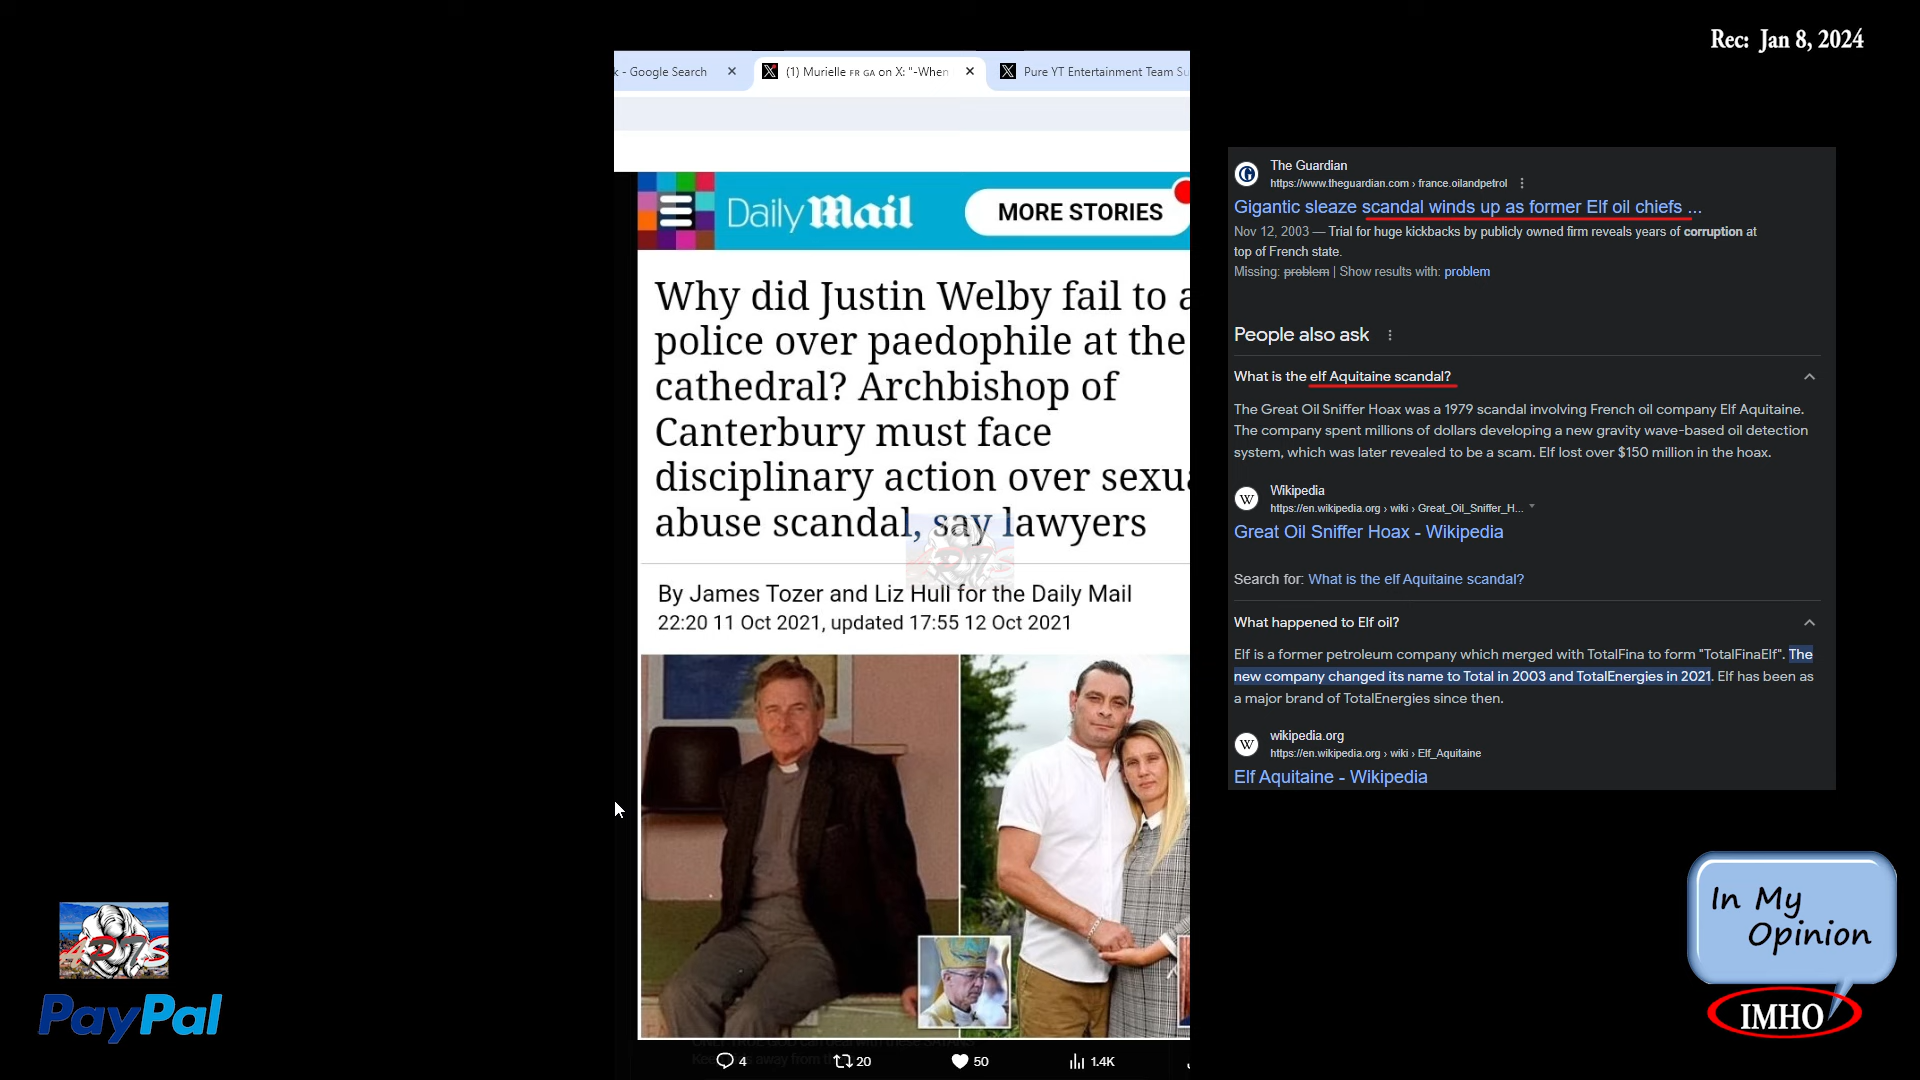 Rec: Jan 8, 2024
k - Google Search
(1) Murielle FR GA on X: "-When
Pure YT Entertainment Team Su
Daily Mail
MORE STORIES
Why did Justin Welby fail to a
police over paedophile at the
cathedral? Archbishop of
Canterbury must face
disciplinary action over sexua
abuse scandal, say lawyers
By James Tozer and Liz Hull for the Daily Mail
22:20 11 Oct 2021, updated 17:55 12 Oct 2021
4
20
50
1.4K
The Guardian
https://www.theguardian.com › france.oilandpetrol
Gigantic sleaze scandal winds up as former Elf oil chiefs ...
Nov 12, 2003 — Trial for huge kickbacks by publicly owned firm reveals years of corruption at
top of French state.
Missing: problem | Show results with: problem
People also ask
What is the elf Aquitaine scandal?
The Great Oil Sniffer Hoax was a 1979 scandal involving French oil company Elf Aquitaine.
The company spent millions of dollars developing a new gravity wave-based oil detection
system, which was later revealed to be a scam. Elf lost over $150 million in the hoax.
Wikipedia
https://en.wikipedia.org › wiki › Great_Oil_Sniffer_H...
Great Oil Sniffer Hoax - Wikipedia
Search for: What is the elf Aquitaine scandal?
What happened to Elf oil?
Elf is a former petroleum company which merged with TotalFina to form "TotalFinaElf". The
new company changed its name to Total in 2003 and TotalEnergies in 2021. Elf has been as
a major brand of TotalEnergies since then.
wikipedia.org
https://en.wikipedia.org › wiki › Elf_Aquitaine
Elf Aquitaine - Wikipedia
PayPal
In My
Opinion
IMHO